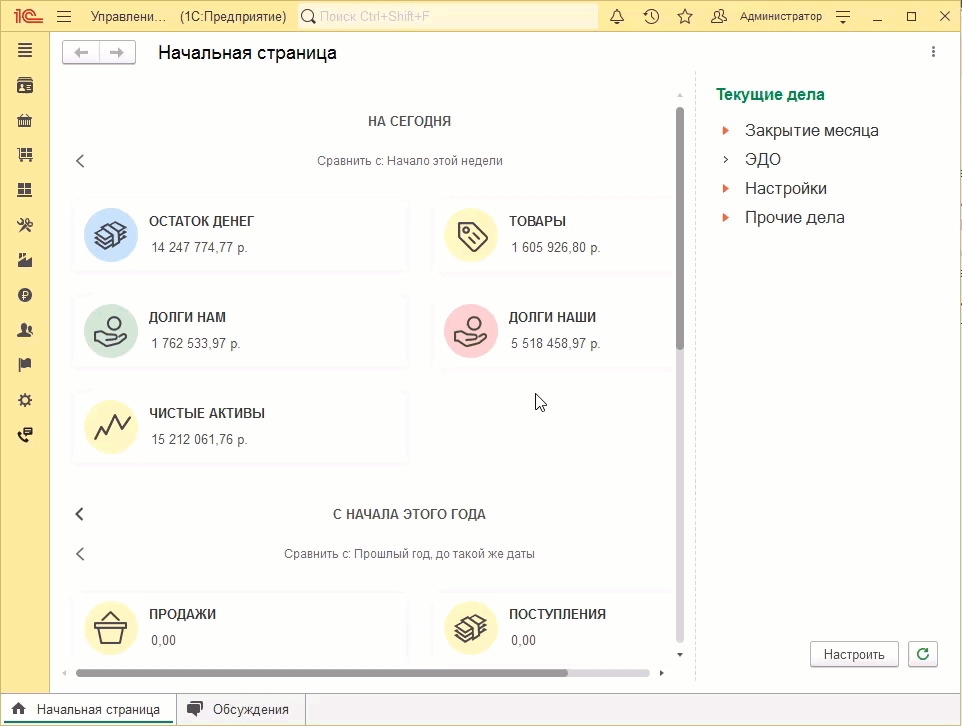 1С Управлени... (1С:Предприятие) Поиск Ctrl+Shift+F Администратор
Начальная страница
НА СЕГОДНЯ
Сравнить с: Начало этой недели
ОСТАТОК ДЕНЕГ
14 247 774,77 р.
ТОВАРЫ
1 605 926,80 р.
ДОЛГИ НАМ
1 762 533,97 р.
ДОЛГИ НАШИ
5 518 458,97 р.
ЧИСТЫЕ АКТИВЫ
15 212 061,76 р.
С НАЧАЛА ЭТОГО ГОДА
Сравнить с: Прошлый год, до такой же даты
ПРОДАЖИ
0,00
ПОСТУПЛЕНИЯ
0,00
Текущие дела
Закрытие месяца
ЭДО
Настройки
Прочие дела
Настроить
Начальная страница
Обсуждения